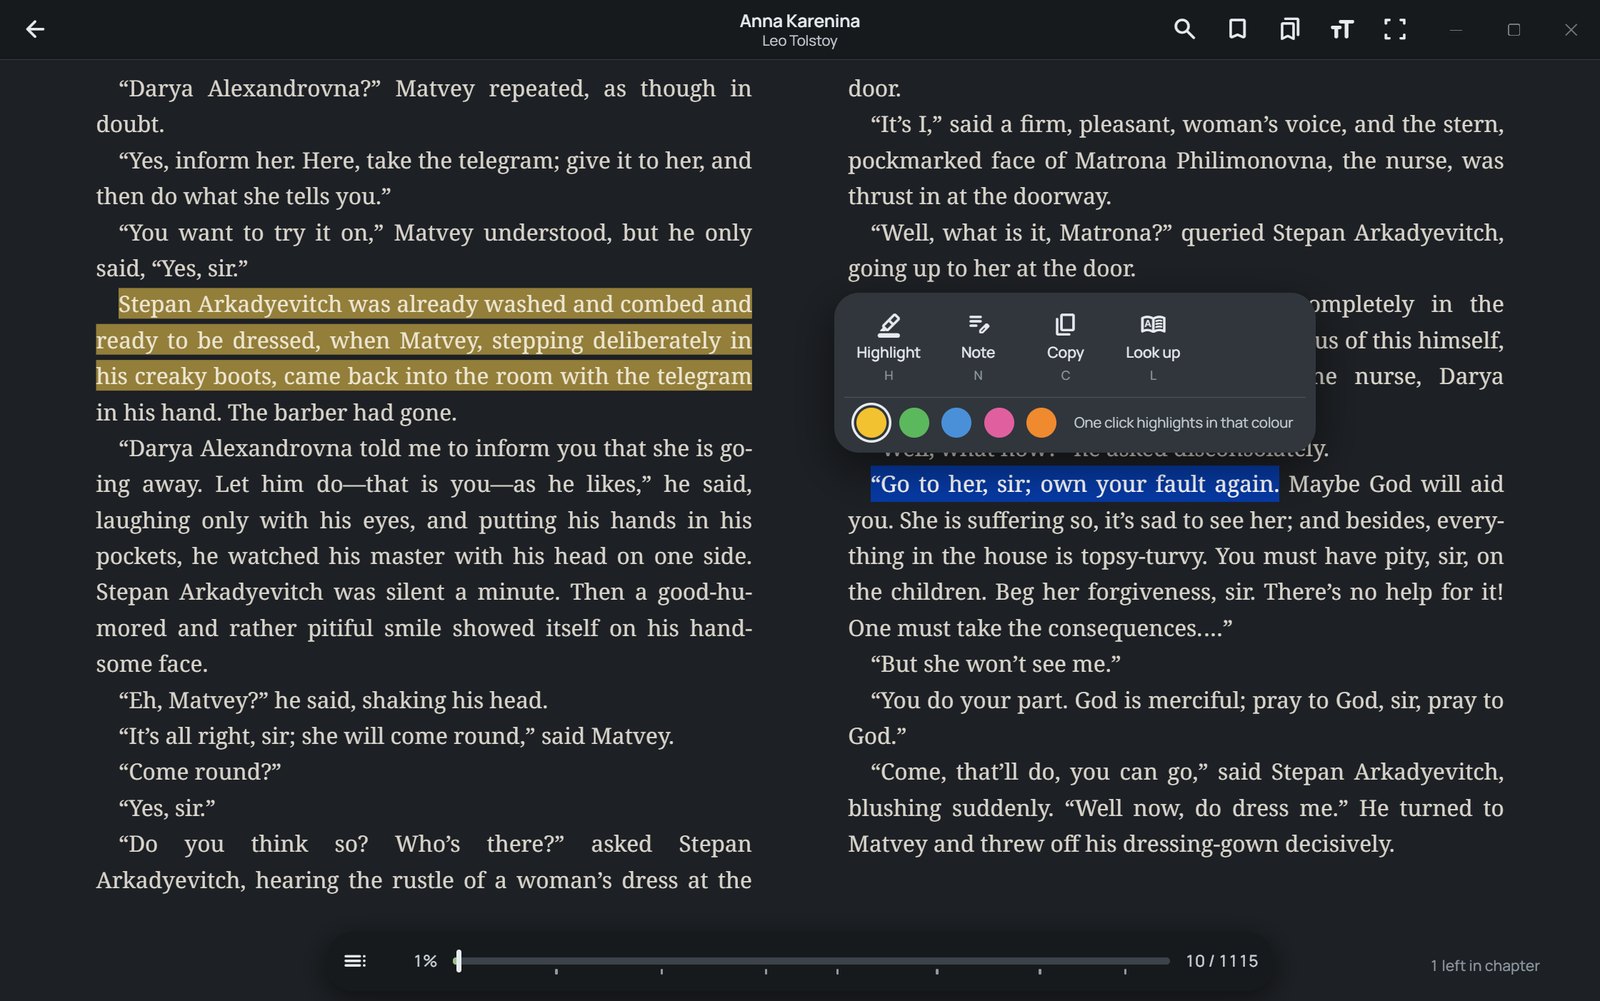 Anna Karenina
Leo Tolstoy
“Darya Alexandrovna?” Matvey repeated, as though in
doubt.
“Yes, inform her. Here, take the telegram; give it to her, and
then do what she tells you.”
“You want to try it on,” Matvey understood, but he only
said, “Yes, sir.”
Stepan Arkadyevitch was already washed and combed and
ready to be dressed, when Matvey, stepping deliberately in
his creaky boots, came back into the room with the telegram
in his hand. The barber had gone.
“Darya Alexandrovna told me to inform you that she is go-
ing away. Let him do—that is you—as he likes,” he said,
laughing only with his eyes, and putting his hands in his
pockets, he watched his master with his head on one side.
Stepan Arkadyevitch was silent a minute. Then a good-hu-
mored and rather pitiful smile showed itself on his hand-
some face.
“Eh, Matvey?” he said, shaking his head.
“It’s all right, sir; she will come round,” said Matvey.
“Come round?”
“Yes, sir.”
“Do you think so? Who’s there?” asked Stepan
Arkadyevitch, hearing the rustle of a woman’s dress at the
door.
“It’s I,” said a firm, pleasant, woman’s voice, and the stern,
pockmarked face of Matrona Philimonovna, the nurse, was
thrust in at the doorway.
“Well, what is it, Matrona?” queried Stepan Arkadyevitch,
going up to her at the door.
in the
of this himself,
nurse, Darya
Highlight Note Copy Look up
H N C L
One click highlights in that colour
“Well, what now?” he asked disconsolately.
“Go to her, sir; own your fault again. Maybe God will aid
you. She is suffering so, it’s sad to see her; and besides, every-
thing in the house is topsy-turvy. You must have pity, sir, on
the children. Beg her forgiveness, sir. There’s no help for it!
One must take the consequences....”
“But she won’t see me.”
“You do your part. God is merciful; pray to God, sir, pray to
God.”
“Come, that’ll do, you can go,” said Stepan Arkadyevitch,
blushing suddenly. “Well now, do dress me.” He turned to
Matvey and threw off his dressing-gown decisively.
1%
10 / 1115
1 left in chapter